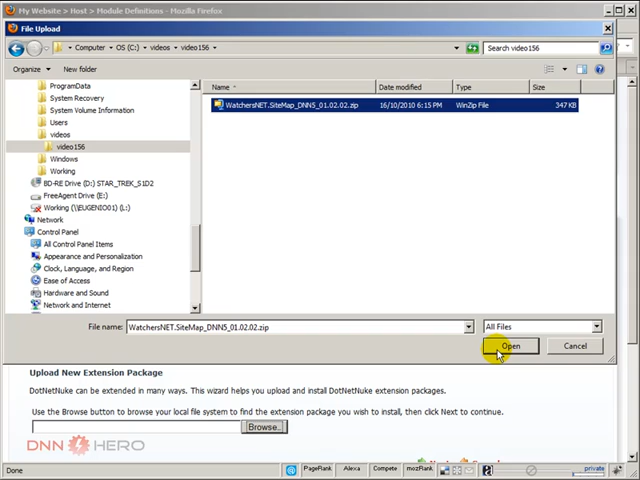 My Website > Host > Module Definitions - Mozilla Firefox
File Upload
Computer OS (C:) videos video156
Search video156
Organize New folder
ProgramData
System Recovery
System Volume Information
Users
videos
video156
Windows
Working
BD-RE Drive (D:) STAR_TREK_S1D2
FreeAgent Drive (E:)
Working (\\EUGENIO01) (L:)
Network
Control Panel
All Control Panel Items
Appearance and Personalization
Clock, Language, and Region
Ease of Access
Hardware and Sound
Network and Internet
Name Date modified Type Size
WatchersNET.SiteMap_DNN5_01.02.02.zip 16/10/2010 6:15 PM WinZip File 347 KB
File name: WatchersNET.SiteMap_DNN5_01.02.02.zip All Files
Open Cancel
Upload New Extension Package
DotNetNuke can be extended in many ways. This wizard helps you upload and install DotNetNuke extension packages.
Use the Browse button to browse your local file system to find the extension package you wish to install, then click Next to continue.
Browse...
DNN HERO
Done PageRank Alexa Compete mozRank private